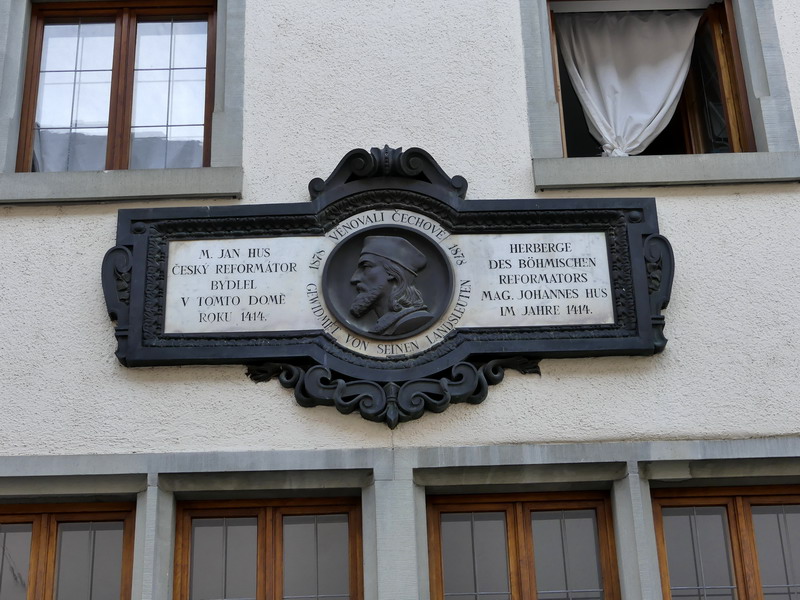 M. JAN HUS
ČESKÝ REFORMÁTOR
BYDLEL
V TOMTO DOMĚ
ROKU 1414.
VĚNOVALI ČECHOVÉ
1878 1878
GEWIDMET VON SEINEN LANDSLEUTEN
HERBERGE
DES BÖHMISCHEN
REFORMATORS
MAG. JOHANNES HUS
IM JAHRE 1414.